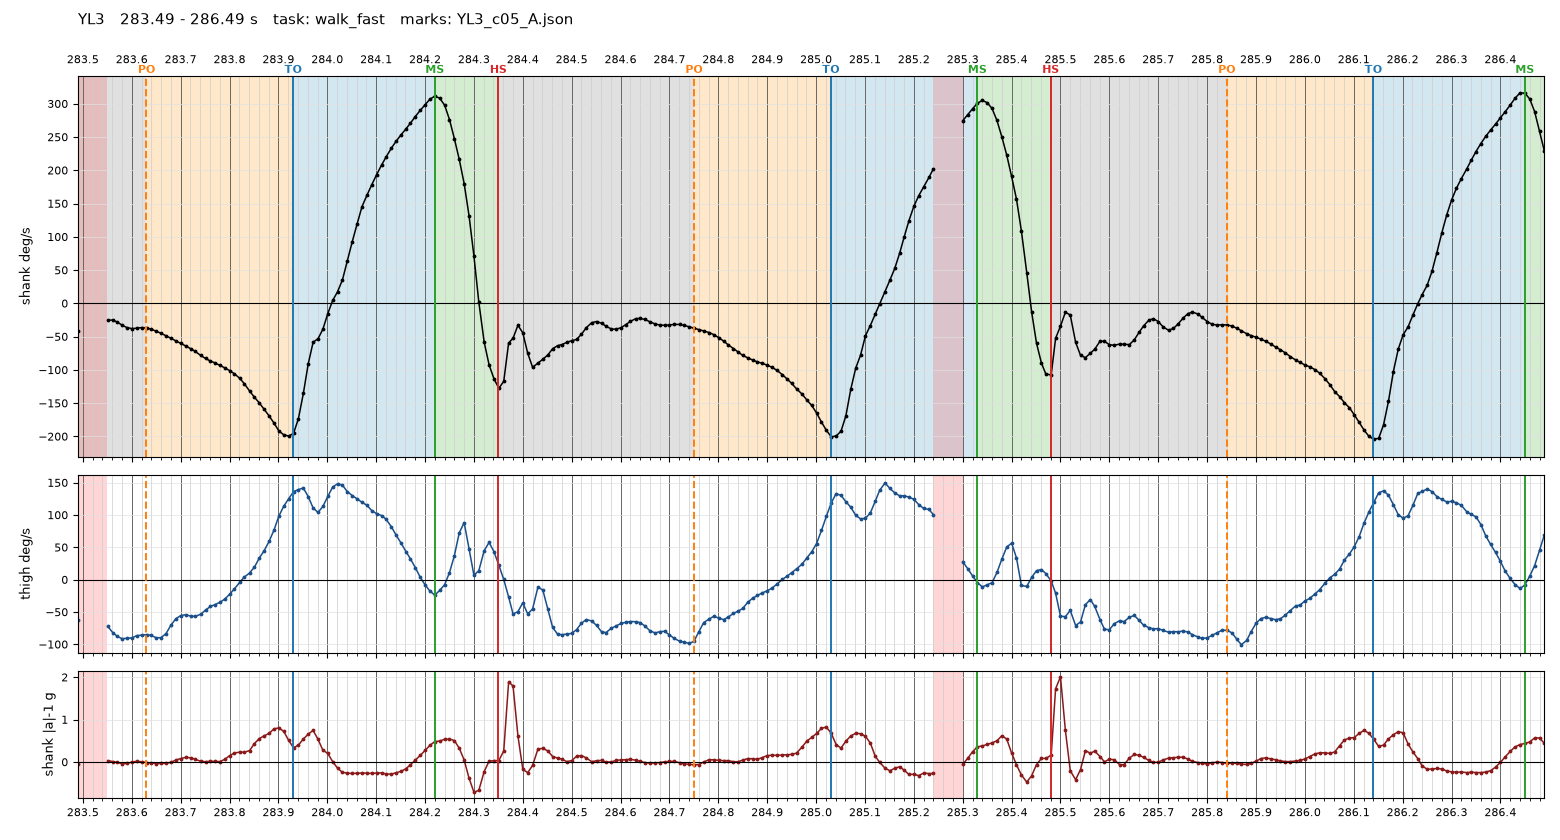 YL3 283.49 - 286.49 s task: walk_fast marks: YL3_c05_A.json
283.5 283.6 283.7 283.8 283.9 284.0 284.1 284.2 284.3 284.4 284.5 284.6 284.7 284.8 284.9 285.0 285.1 285.2 285.3 285.4 285.5 285.6 285.7 285.8 285.9 286.0 286.1 286.2 286.3 286.4
PO TO MS HS PO TO MS HS PO TO MS
shank deg/s
300
250
200
150
100
50
0
−50
−100
−150
−200
thigh deg/s
150
100
50
0
−50
−100
shank |a|-1 g
2
1
0
283.5 283.6 283.7 283.8 283.9 284.0 284.1 284.2 284.3 284.4 284.5 284.6 284.7 284.8 284.9 285.0 285.1 285.2 285.3 285.4 285.5 285.6 285.7 285.8 285.9 286.0 286.1 286.2 286.3 286.4